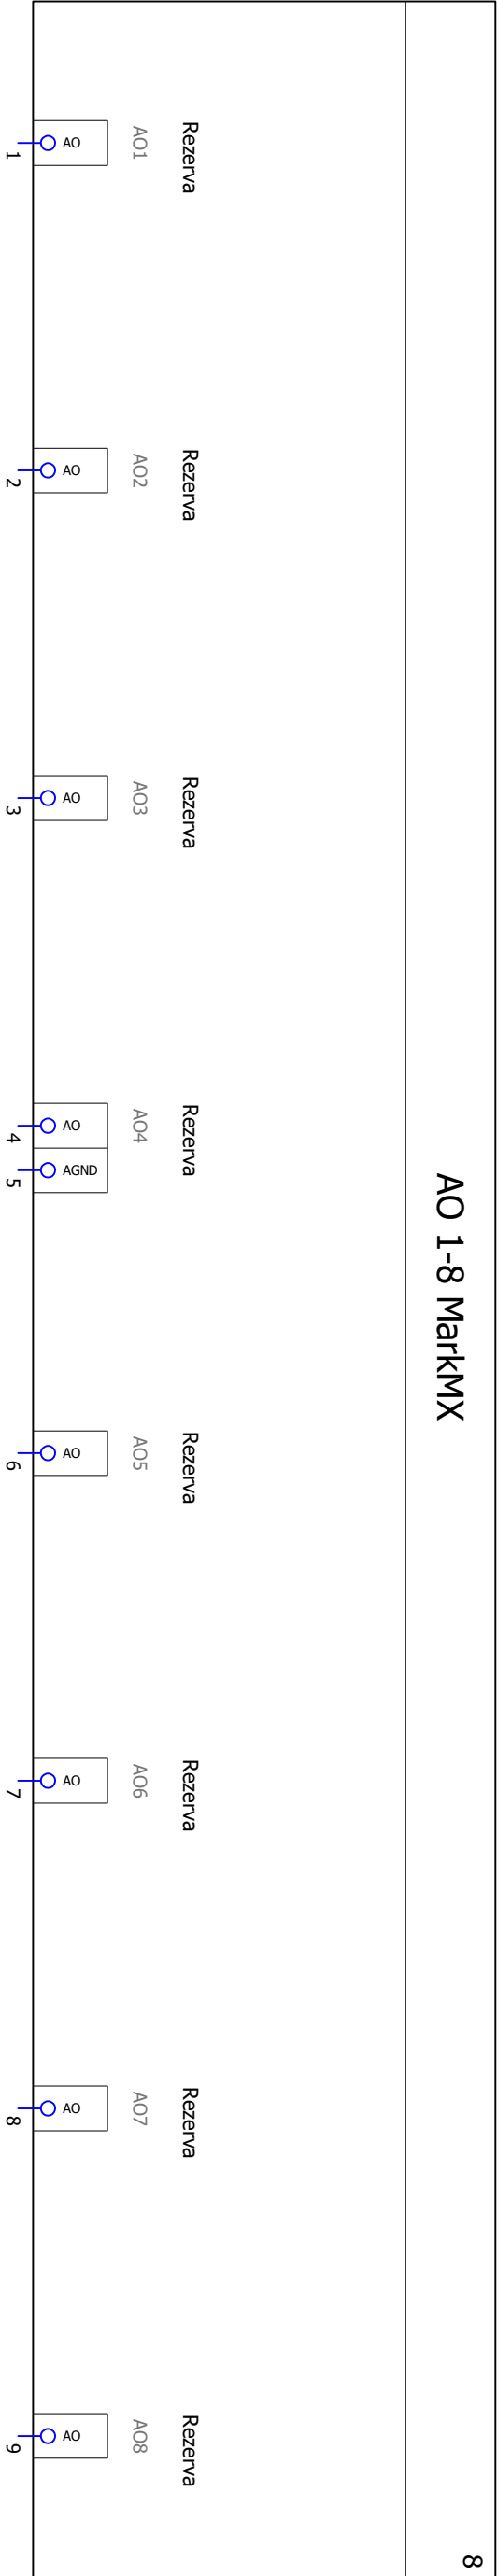 AO 1-8 MarkMX
8
Rezerva
AO1
AO
1
Rezerva
AO2
AO
2
Rezerva
AO3
AO
3
Rezerva
AO4
AO
4
AGND
5
Rezerva
AO5
AO
6
Rezerva
AO6
AO
7
Rezerva
AO7
AO
8
Rezerva
AO8
AO
9